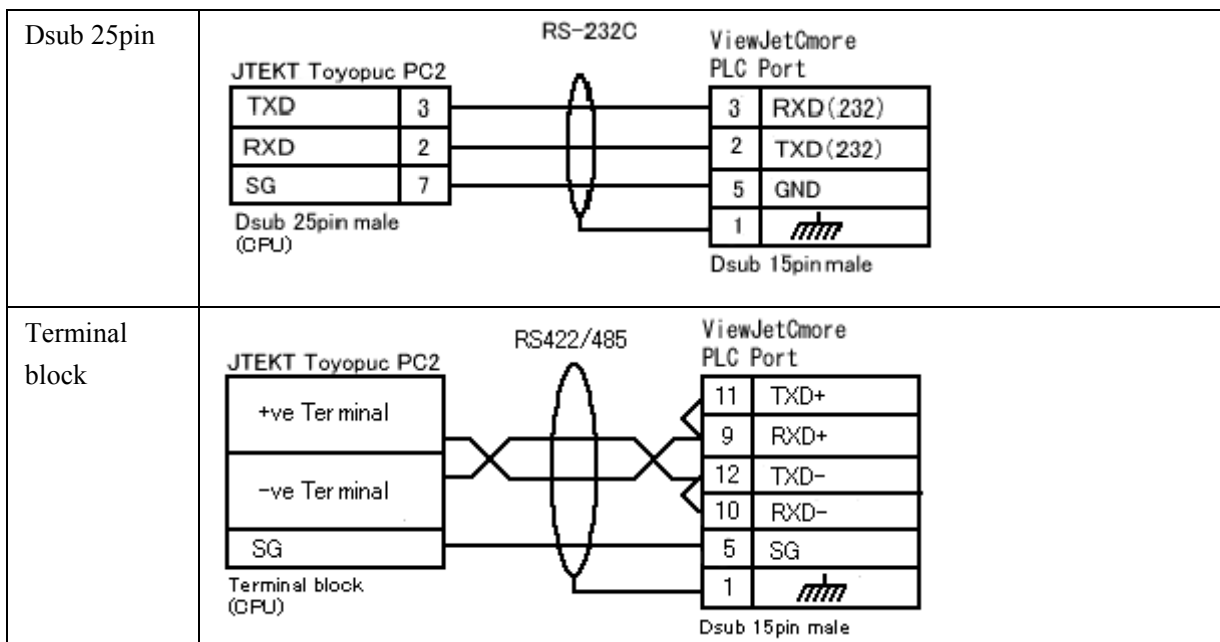 Dsub 25pin
RS-232C
ViewJetCmore
JTEKT Toyopuc PC2
PLC Port
TXD 3
3 RXD(232)
RXD 2
2 TXD(232)
SG 7
5 GND
1
Dsub 25pin male
(CPU)
Dsub 15pin male
Terminal
block
RS422/485
ViewJetCmore
JTEKT Toyopuc PC2
PLC Port
+ve Terminal
11 TXD+
9 RXD+
-ve Terminal
12 TXD-
10 RXD-
SG
5 SG
1
Terminal block
(CPU)
Dsub 15pin male